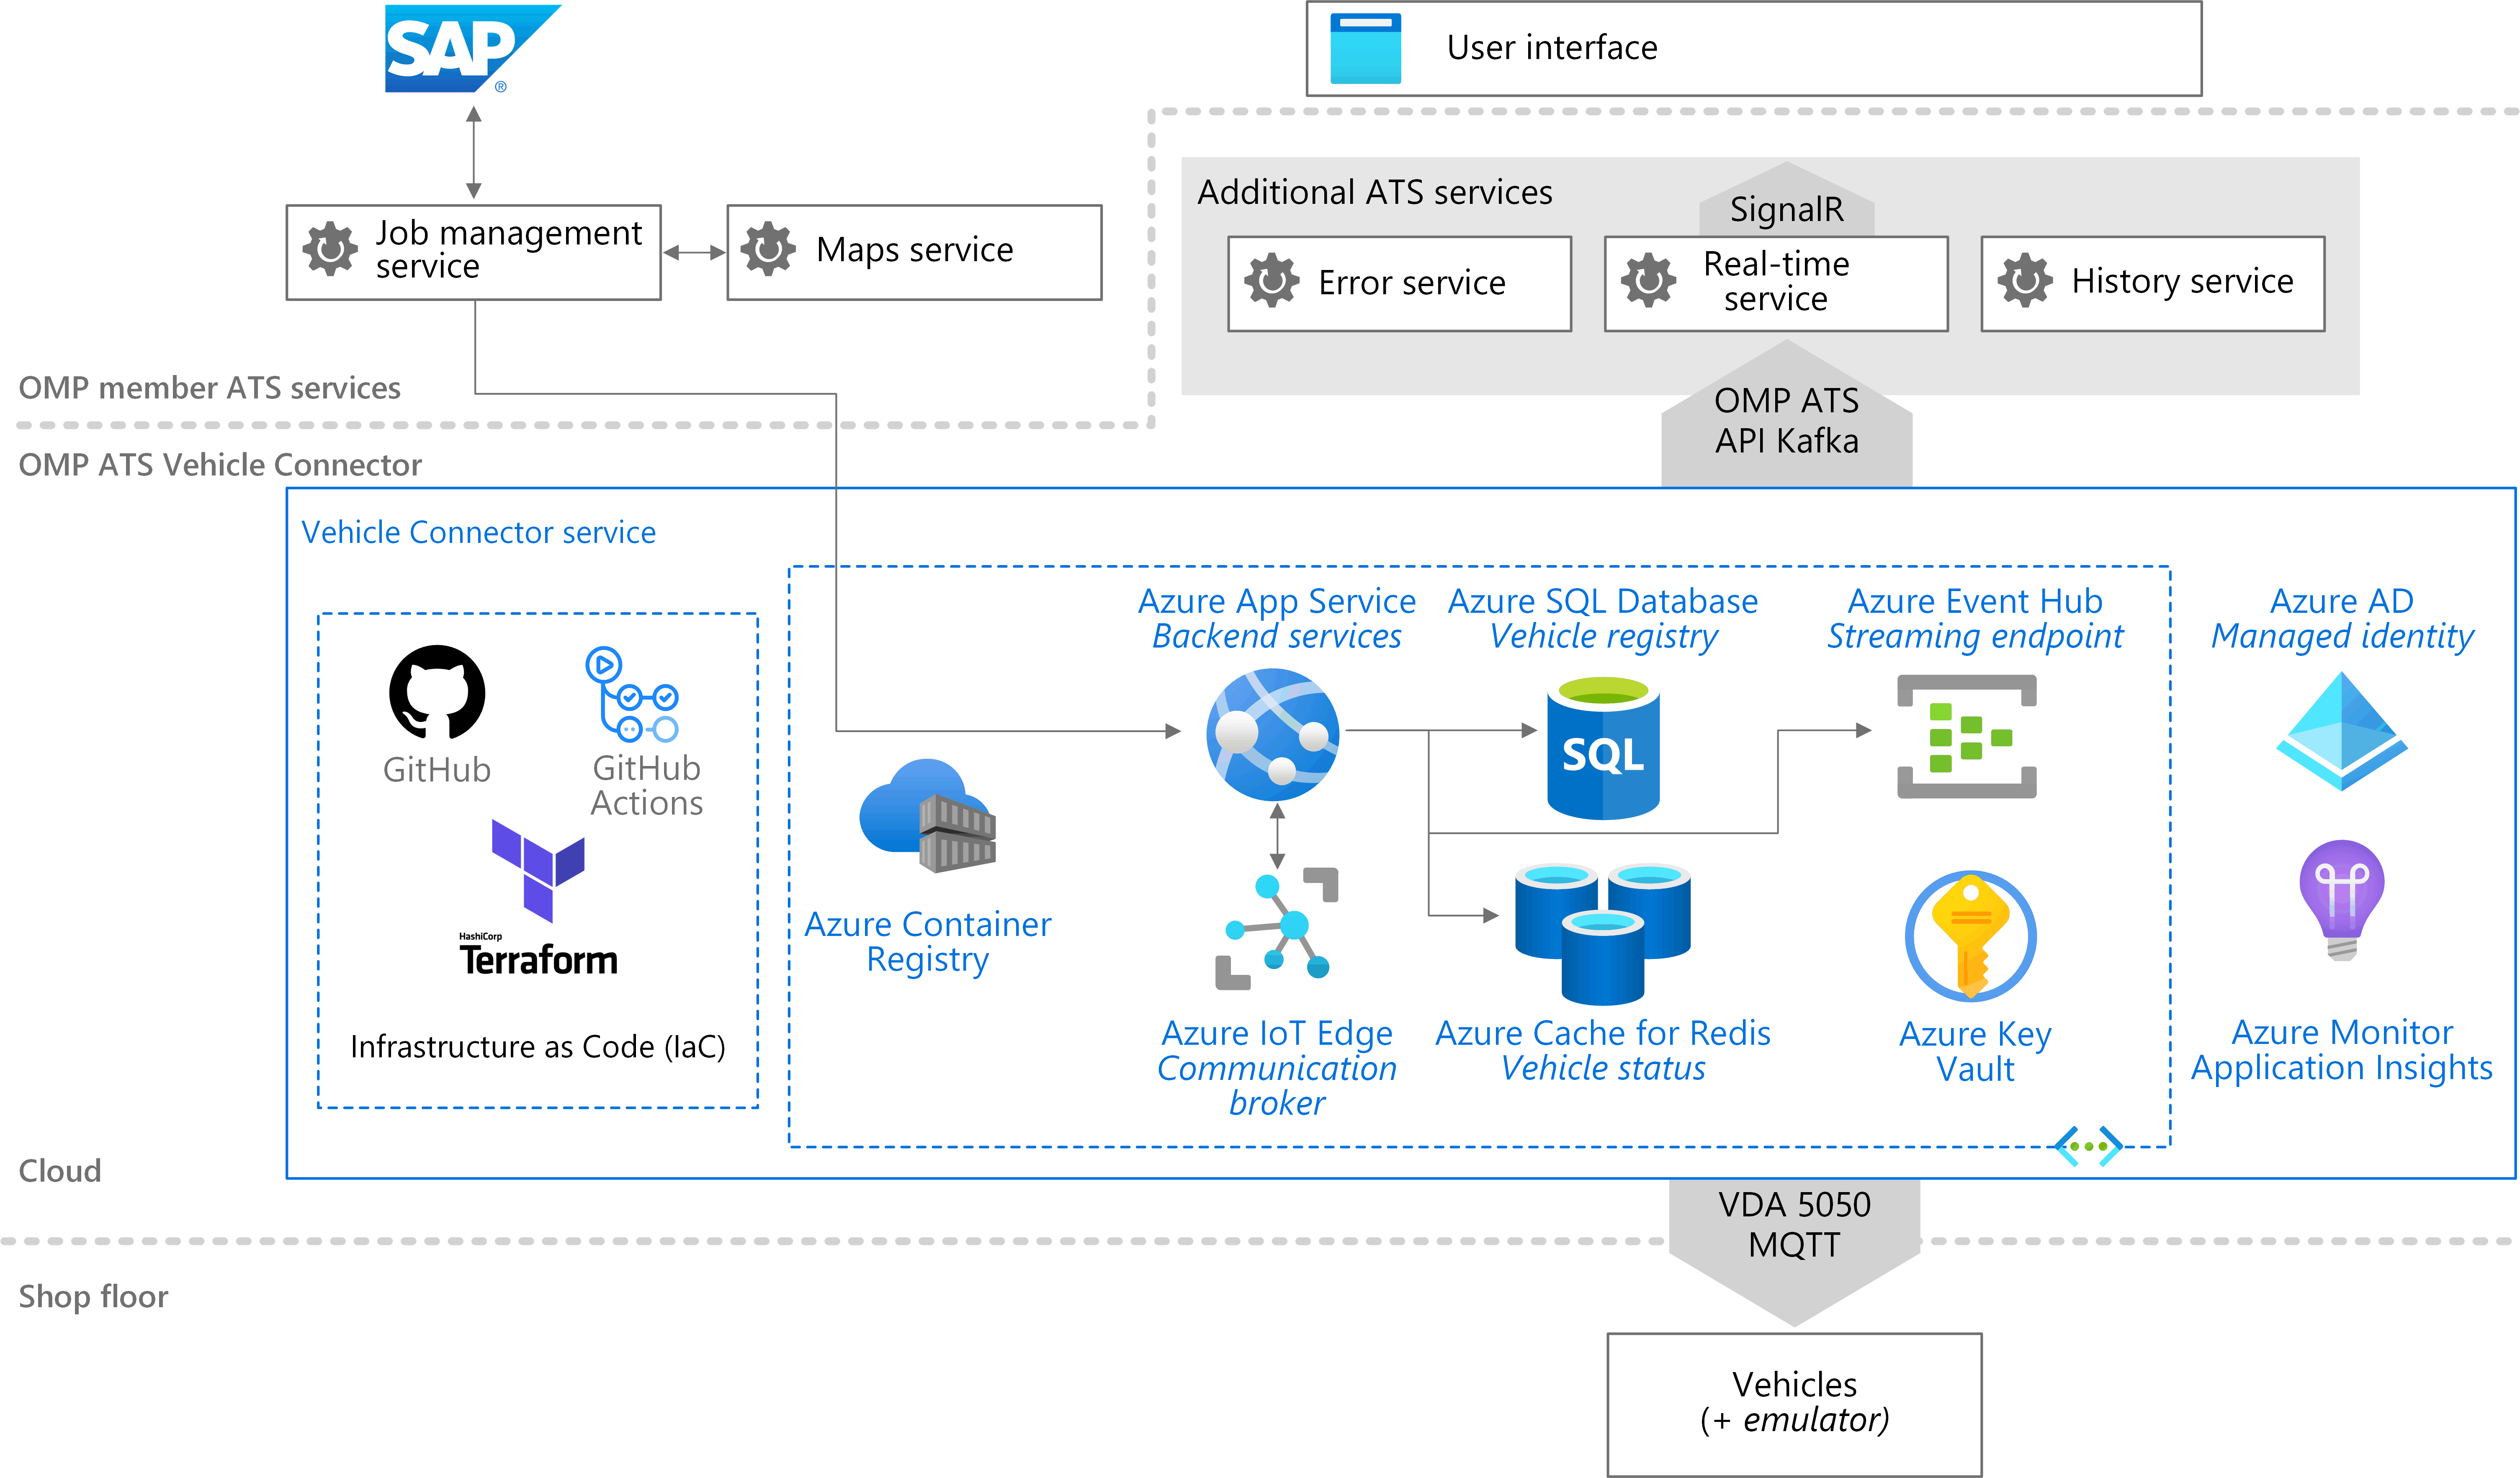 SAP
®
User interface
Job management
service
Maps service
Additional ATS services
SignalR
Error service
Real-time
service
History service
OMP member ATS services
OMP ATS
API Kafka
OMP ATS Vehicle Connector
Vehicle Connector service
GitHub
GitHub
Actions
HashiCorp
Terraform
Infrastructure as Code (IaC)
Azure App Service
Backend services
Azure SQL Database
Vehicle registry
Azure Event Hub
Streaming endpoint
Azure AD
Managed identity
SQL
Azure Container
Registry
Azure IoT Edge
Communication
broker
Azure Cache for Redis
Vehicle status
Azure Key
Vault
Azure Monitor
Application Insights
Cloud
VDA 5050
MQTT
Shop floor
Vehicles
(+ emulator)